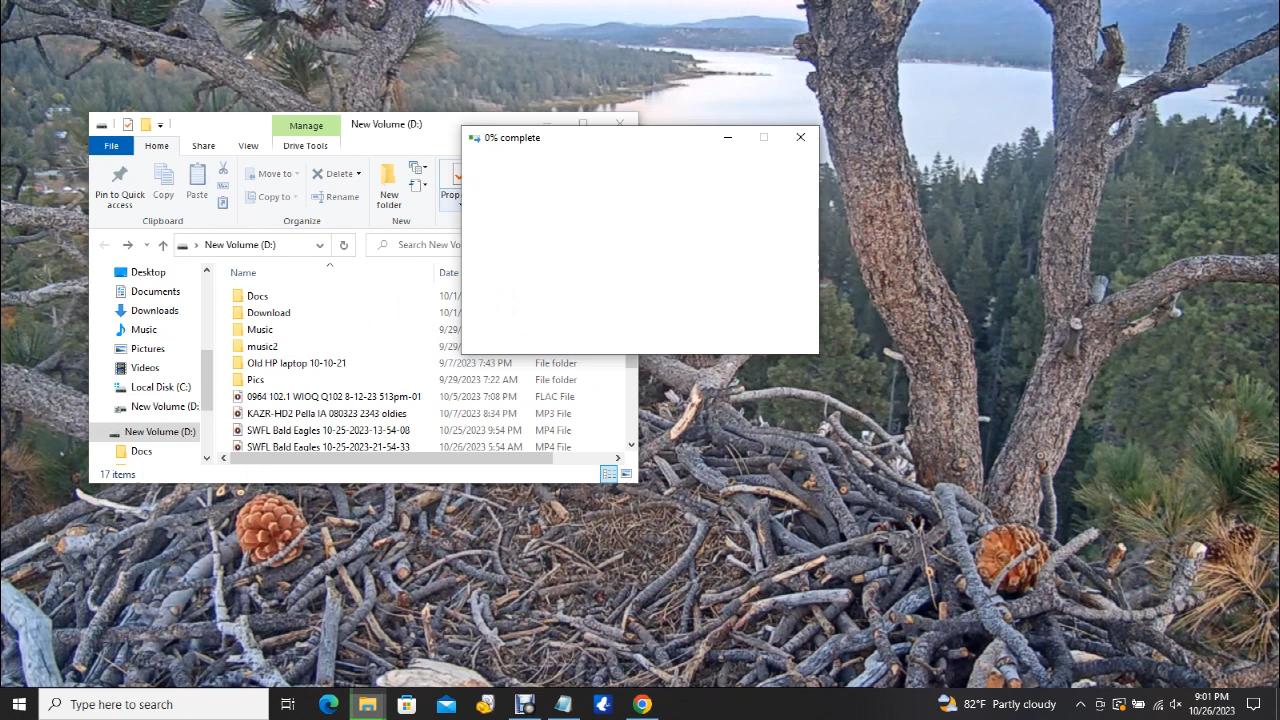 Manage
New Volume (D:)
0% complete
File
Home
Share
View
Drive Tools
Pin to Quick
access
Copy
Paste
Move to
Copy to
Delete
Rename
New
folder
Prop
Clipboard
Organize
New
New Volume (D:)
Search New Vo
Name
Date
Desktop
Documents
Downloads
Music
Pictures
Videos
Local Disk (C:)
New Volume (D:
New Volume (D:)
Docs
Docs 10/1/
Download 10/1/
Music 9/29/
music2 9/29/
Old HP laptop 10-10-21 9/7/2023 7:43 PM File folder
Pics 9/29/2023 7:22 AM File folder
0964 102.1 WIOQ Q102 8-12-23 513pm-01 10/5/2023 7:08 PM FLAC File
KAZR-HD2 Pella IA 080323 2343 oldies 10/7/2023 8:34 PM MP3 File
SWFL Bald Eagles 10-25-2023-13-54-08 10/25/2023 9:54 PM MP4 File
SWFL Bald Eagles 10-25-2023-21-54-33 10/26/2023 5:54 AM MP4 File
17 items
Type here to search
82°F Partly cloudy
9:01 PM
10/26/2023